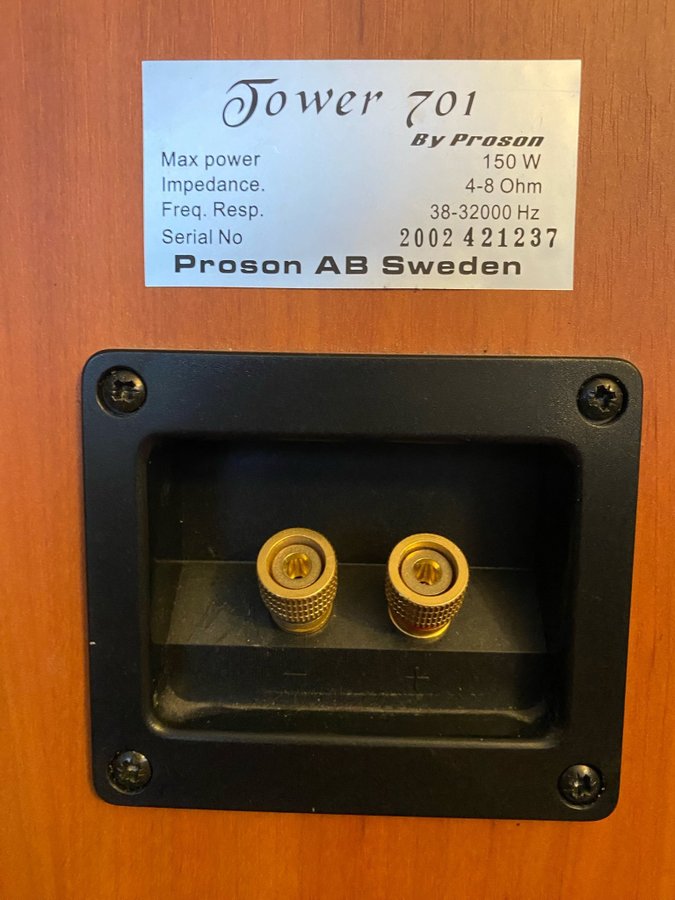 Tower 701
By Proson
Max power 150 W
Impedance. 4-8 Ohm
Freq. Resp. 38-32000 Hz
Serial No 2002 421237
Proson AB Sweden
- +